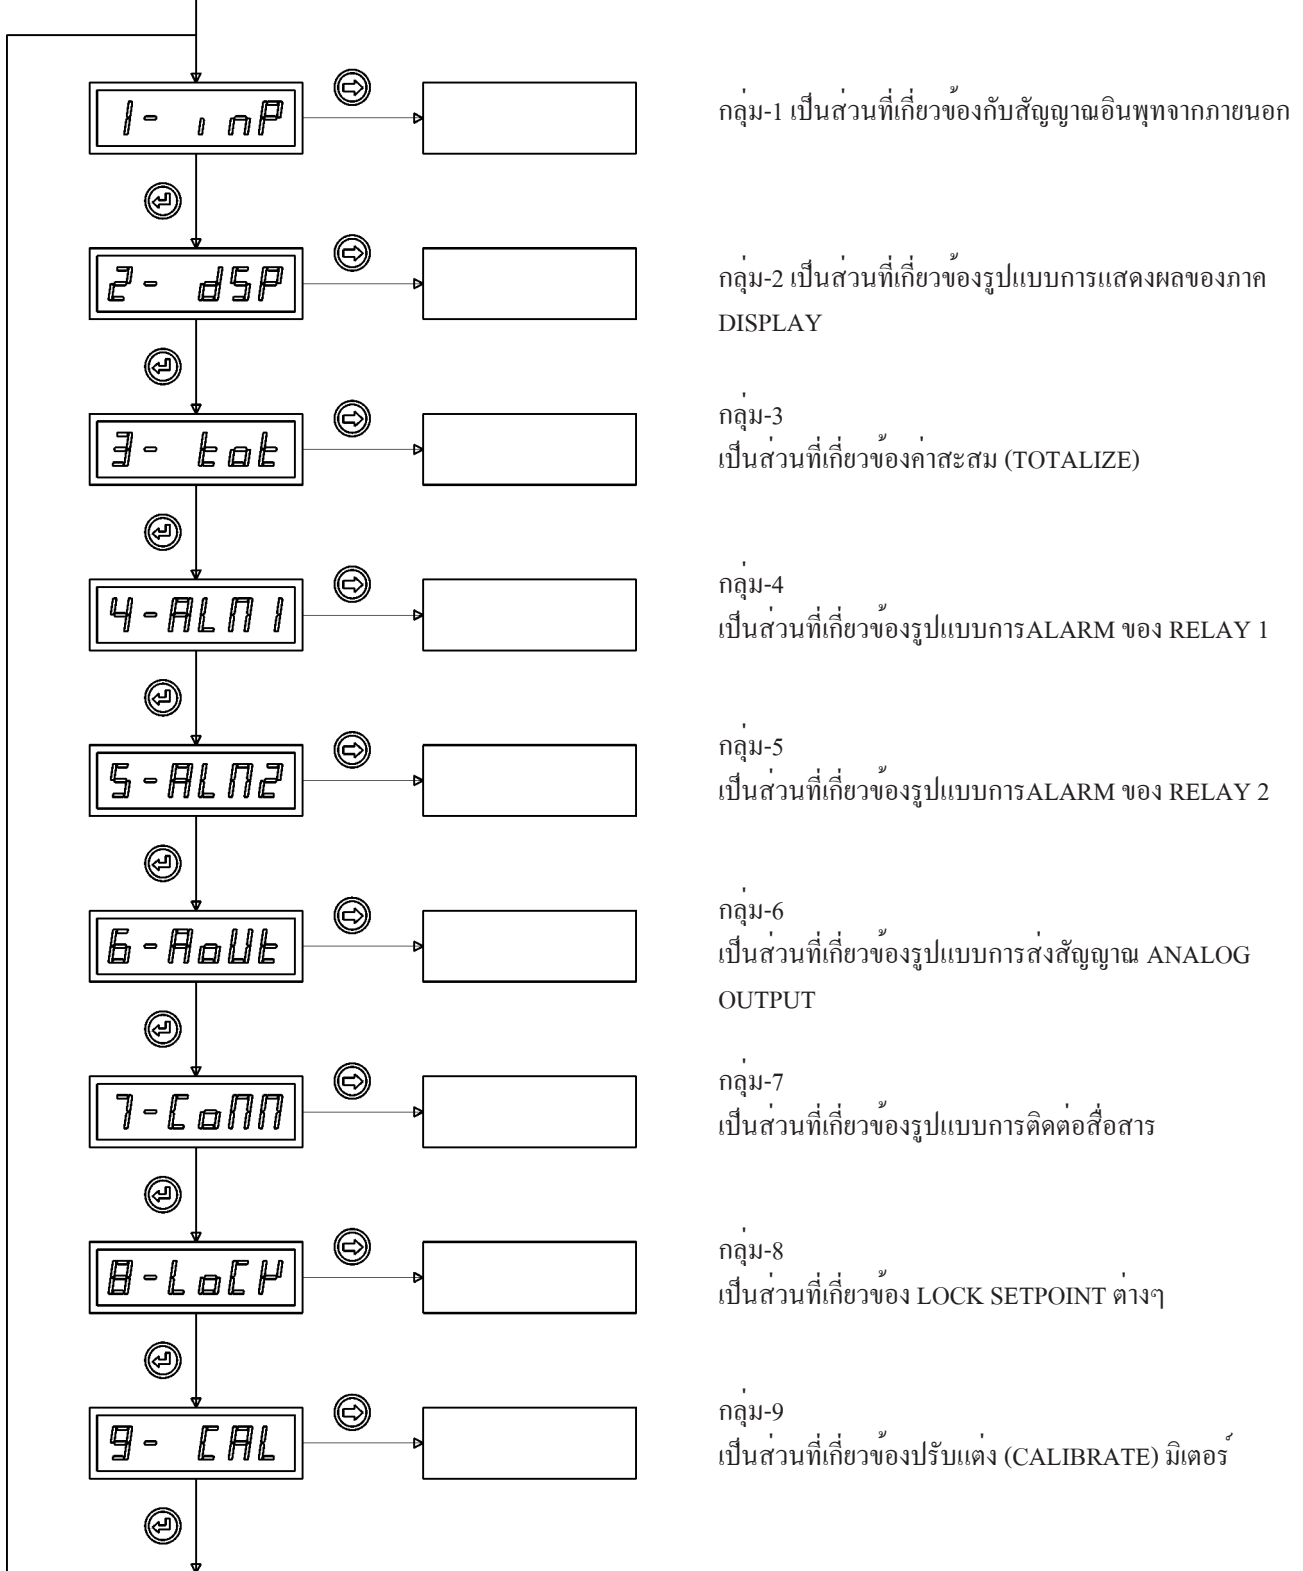 1- inP
กลุ่ม-1 เป็นส่วนที่เกี่ยวข้องกับสัญญาณอินพุทจากภายนอก
2- dSP
กลุ่ม-2 เป็นส่วนที่เกี่ยวข้องรูปแบบการแสดงผลของภาค
DISPLAY
3- tot
กลุ่ม-3
เป็นส่วนที่เกี่ยวข้องค่าสะสม (TOTALIZE)
4-ALM1
กลุ่ม-4
เป็นส่วนที่เกี่ยวข้องรูปแบบการALARM ของ RELAY 1
5-ALM2
กลุ่ม-5
เป็นส่วนที่เกี่ยวข้องรูปแบบการALARM ของ RELAY 2
6-AoUt
กลุ่ม-6
เป็นส่วนที่เกี่ยวข้องรูปแบบการส่งสัญญาณ ANALOG
OUTPUT
7-CoMM
กลุ่ม-7
เป็นส่วนที่เกี่ยวข้องรูปแบบการติดต่อสื่อสาร
8-LoCK
กลุ่ม-8
เป็นส่วนที่เกี่ยวข้อง LOCK SETPOINT ต่างๆ
9- CAL
กลุ่ม-9
เป็นส่วนที่เกี่ยวข้องปรับแต่ง (CALIBRATE) มิเตอร์